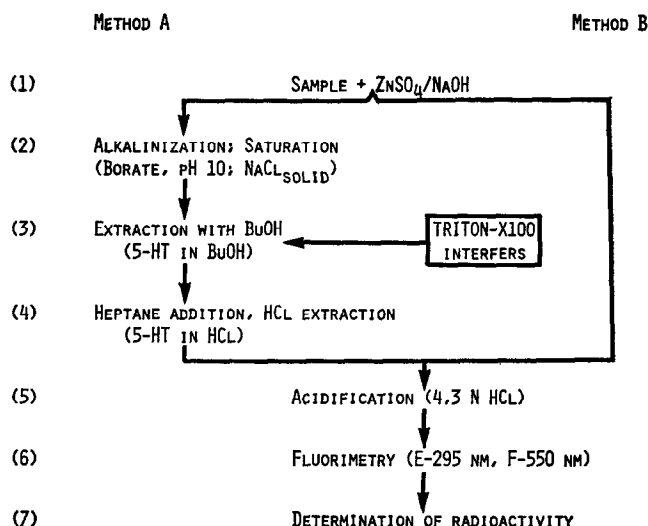 METHOD A METHOD B
(1) SAMPLE + ZNSO4/NAOH
(2) ALKALINIZATION; SATURATION
(BORATE, PH 10; NACL SOLID)
(3) EXTRACTION WITH BUOH
(5-HT IN BUOH)
TRITON-X100
INTERFERS
(4) HEPTANE ADDITION, HCL EXTRACTION
(5-HT IN HCL)
(5) ACIDIFICATION (4.3 N HCL)
(6) FLUORIMETRY (E-295 NM, F-550 NM)
(7) DETERMINATION OF RADIOACTIVITY